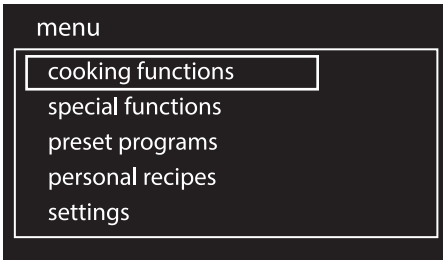 menu
cooking functions
special functions
preset programs
personal recipes
settings